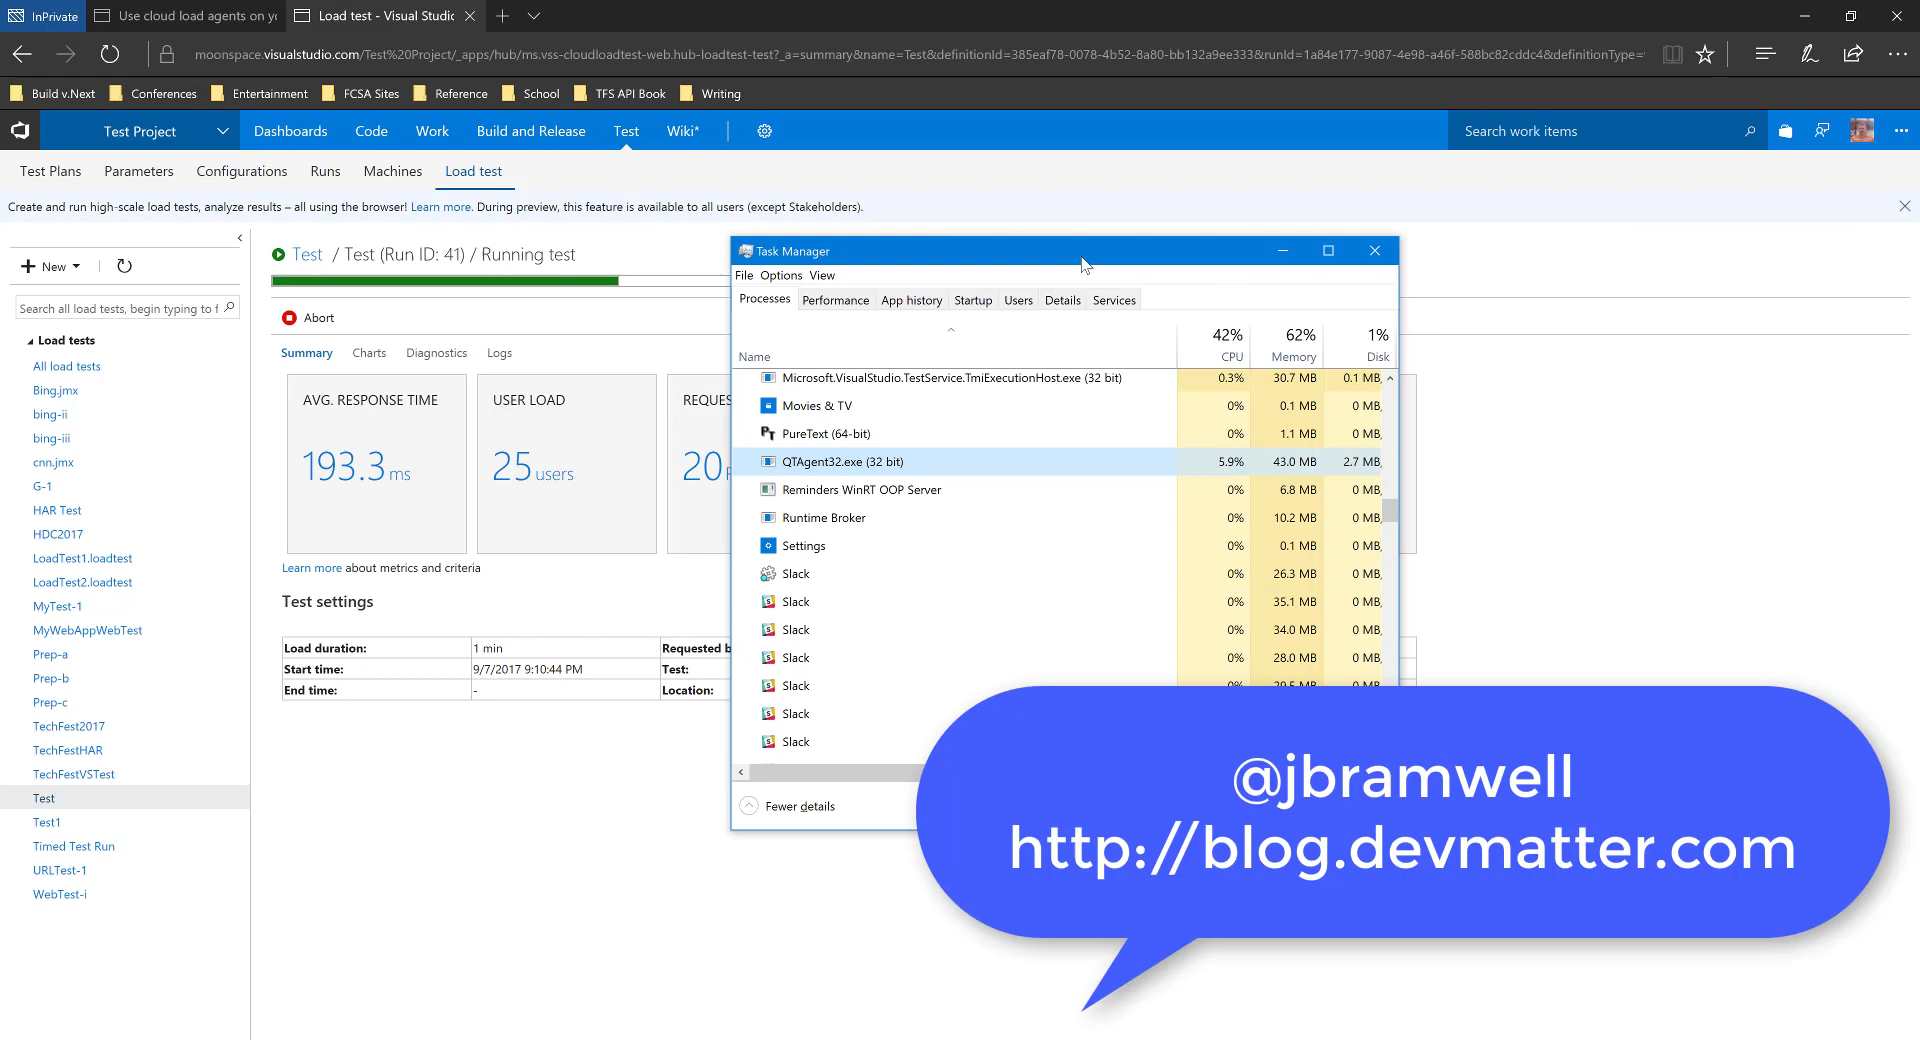 InPrivate
Use cloud load agents on yo
Load test - Visual Studic
moonspace.visualstudio.com/Test%20Project/_apps/hub/ms.vss-cloudloadtest-web.hub-loadtest-test?_a=summary&name=Test&definitionId=385eaf78-0078-4b52-8a80-bb132a9ee333&runId=1a84e177-9087-4e98-a46f-588bc82cddc4&definitionType=
Build v.Next
Conferences
Entertainment
FCSA Sites
Reference
School
TFS API Book
Writing
Test Project
Dashboards
Code
Work
Build and Release
Test
Wiki*
Search work items
Test Plans
Parameters
Configurations
Runs
Machines
Load test
Create and run high-scale load tests, analyze results – all using the browser! Learn more. During preview, this feature is available to all users (except Stakeholders).
New
Search all load tests, begin typing to f
Load tests
All load tests
Bing.jmx
bing-ii
bing-iii
cnn.jmx
G-1
HAR Test
HDC2017
LoadTest1.loadtest
LoadTest2.loadtest
MyTest-1
MyWebAppWebTest
Prep-a
Prep-b
Prep-c
TechFest2017
TechFestHAR
TechFestVSTest
Test
Test1
Timed Test Run
URLTest-1
WebTest-i
Test / Test (Run ID: 41) / Running test
Abort
Summary
Charts
Diagnostics
Logs
AVG. RESPONSE TIME
193.3 ms
USER LOAD
25 users
REQUES
20
Learn more about metrics and criteria
Test settings
Load duration: 1 min Requested b
Start time: 9/7/2017 9:10:44 PM Test:
End time: - Location:
Task Manager
File Options View
Processes Performance App history Startup Users Details Services
42% 62% 1%
Name CPU Memory Disk
Microsoft.VisualStudio.TestService.TmiExecutionHost.exe (32 bit) 0.3% 30.7 MB 0.1 MB,
Movies & TV 0% 0.1 MB 0 MB,
PureText (64-bit) 0% 1.1 MB 0 MB,
QTAgent32.exe (32 bit) 5.9% 43.0 MB 2.7 MB,
Reminders WinRT OOP Server 0% 6.8 MB 0 MB,
Runtime Broker 0% 10.2 MB 0 MB,
Settings 0% 0.1 MB 0 MB,
Slack 0% 26.3 MB 0 MB,
Slack 0% 35.1 MB 0 MB,
Slack 0% 34.0 MB 0 MB,
Slack 0% 28.0 MB 0 MB,
Slack
Slack
Slack
Fewer details
@jbramwell
http://blog.devmatter.com